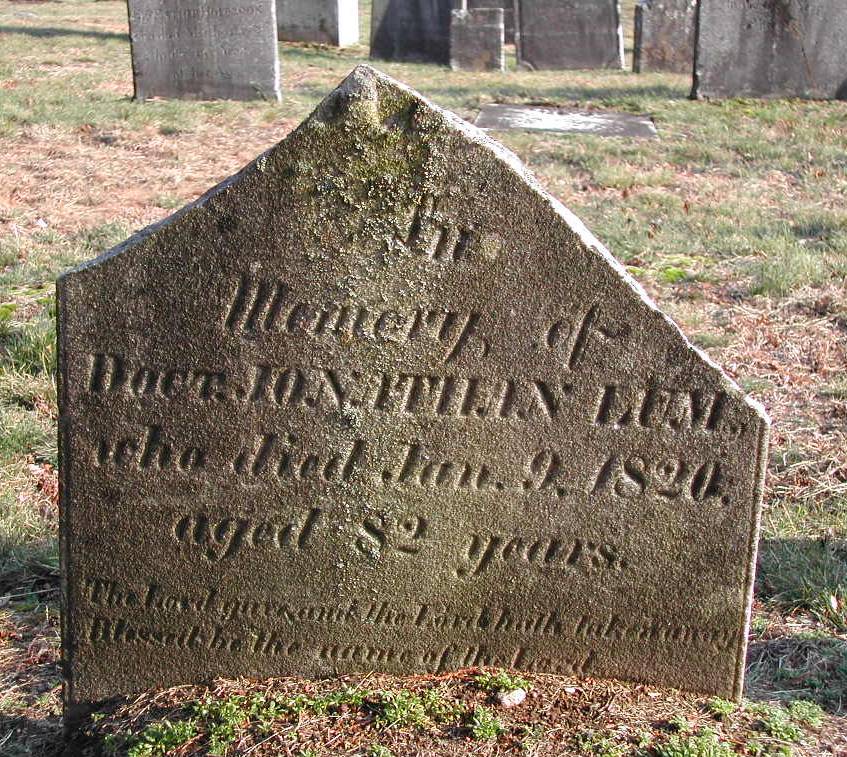 In
Memory, of
Doct. JONATHAN LUM,
who died Jan. 9, 1820:
aged 82 years.
The Lord gave, and the Lord hath taken away
Blessed be the name of the Lord